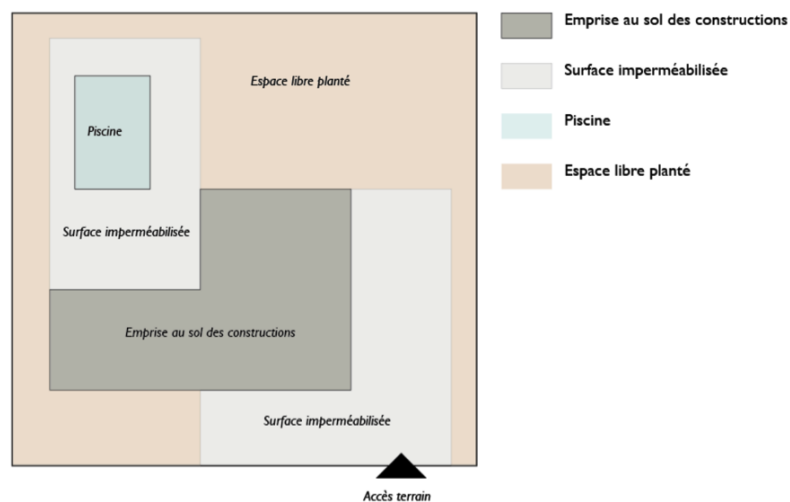 Emprise au sol des constructions
Surface imperméabilisée
Piscine
Espace libre planté
Espace libre planté
Piscine
Surface imperméabilisée
Emprise au sol des constructions
Surface imperméabilisée
Accès terrain